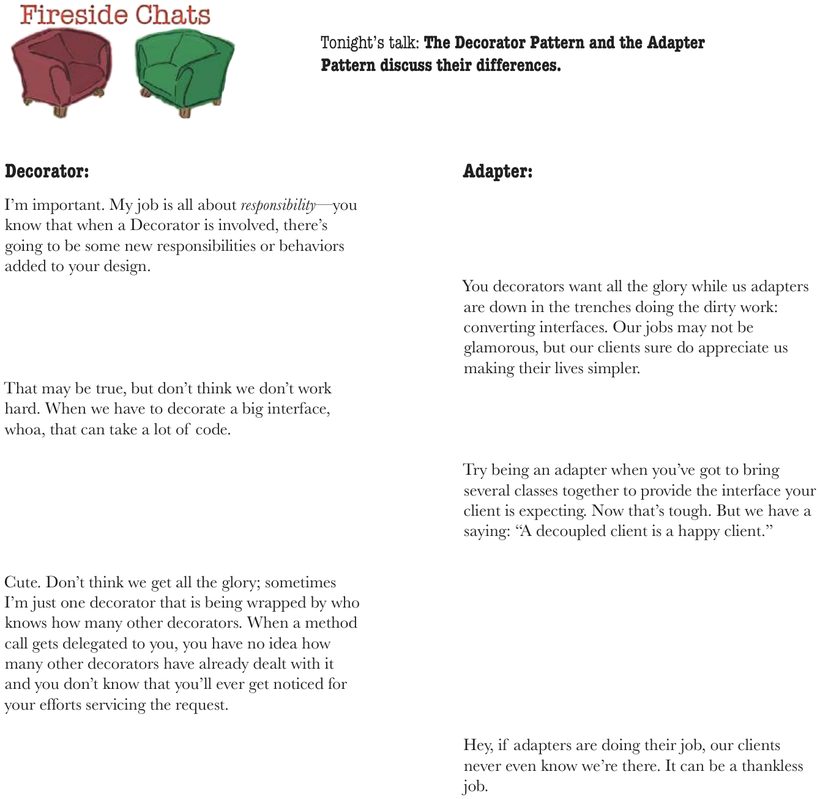 Fireside Chats
Tonight's talk: The Decorator Pattern and the Adapter
Pattern discuss their differences.
Decorator:
Adapter:
I'm important. My job is all about responsibility—you
know that when a Decorator is involved, there's
going to be some new responsibilities or behaviors
added to your design.
You decorators want all the glory while us adapters
are down in the trenches doing the dirty work:
converting interfaces. Our jobs may not be
glamorous, but our clients sure do appreciate us
making their lives simpler.
That may be true, but don't think we don't work
hard. When we have to decorate a big interface,
whoa, that can take a lot of code.
Try being an adapter when you've got to bring
several classes together to provide the interface your
client is expecting. Now that's tough. But we have a
saying: “A decoupled client is a happy client.”
Cute. Don't think we get all the glory; sometimes
I'm just one decorator that is being wrapped by who
knows how many other decorators. When a method
call gets delegated to you, you have no idea how
many other decorators have already dealt with it
and you don't know that you'll ever get noticed for
your efforts servicing the request.
Hey, if adapters are doing their job, our clients
never even know we're there. It can be a thankless
job.